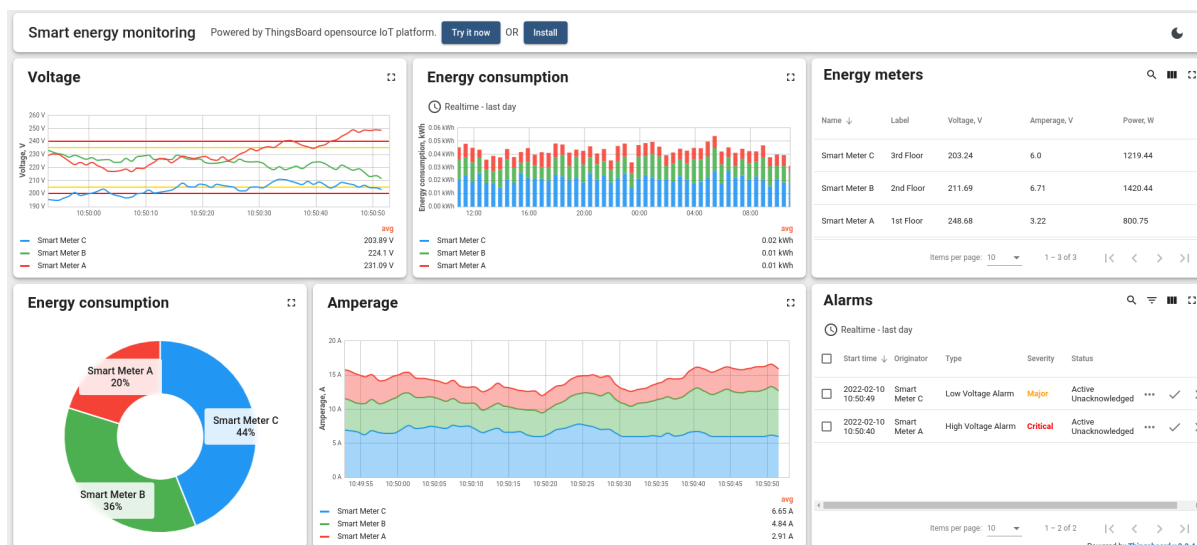 Smart energy monitoring Powered by ThingsBoard opensource IoT platform. Try it now OR Install
Voltage
260 V
250 V
240 V
230 V
220 V
210 V
200 V
190 V
Voltage, V
10:50:00 10:50:10 10:50:20 10:50:30 10:50:40 10:50:50
avg
Smart Meter C 203.89 V
Smart Meter B 224.1 V
Smart Meter A 231.09 V
Energy consumption
Realtime - last day
0.06 kWh
0.05 kWh
0.04 kWh
0.03 kWh
0.02 kWh
0.01 kWh
0.00 kWh
Energy consumption, kWh
12:00 16:00 20:00 00:00 04:00 08:00
avg
Smart Meter C 0.02 kWh
Smart Meter B 0.01 kWh
Smart Meter A 0.01 kWh
Energy meters
Name Label Voltage, V Amperage, V Power, W
Smart Meter C 3rd Floor 203.24 6.0 1219.44
Smart Meter B 2nd Floor 211.69 6.71 1420.44
Smart Meter A 1st Floor 248.68 3.22 800.75
Items per page: 10 1 – 3 of 3
Energy consumption
Smart Meter A
20%
Smart Meter C
44%
Smart Meter B
36%
Amperage
20 A
15 A
10 A
5 A
0 A
Amperage, A
10:49:55 10:50:00 10:50:05 10:50:10 10:50:15 10:50:20 10:50:25 10:50:30 10:50:35 10:50:40 10:50:45 10:50:50
avg
Smart Meter C 6.65 A
Smart Meter B 4.84 A
Smart Meter A 2.91 A
Alarms
Realtime - last day
Start time Originator Type Severity Status
2022-02-10 10:50:49 Smart Meter C Low Voltage Alarm Major Active Unacknowledged
2022-02-10 10:50:40 Smart Meter A High Voltage Alarm Critical Active Unacknowledged
Items per page: 10 1 – 2 of 2
Powered by